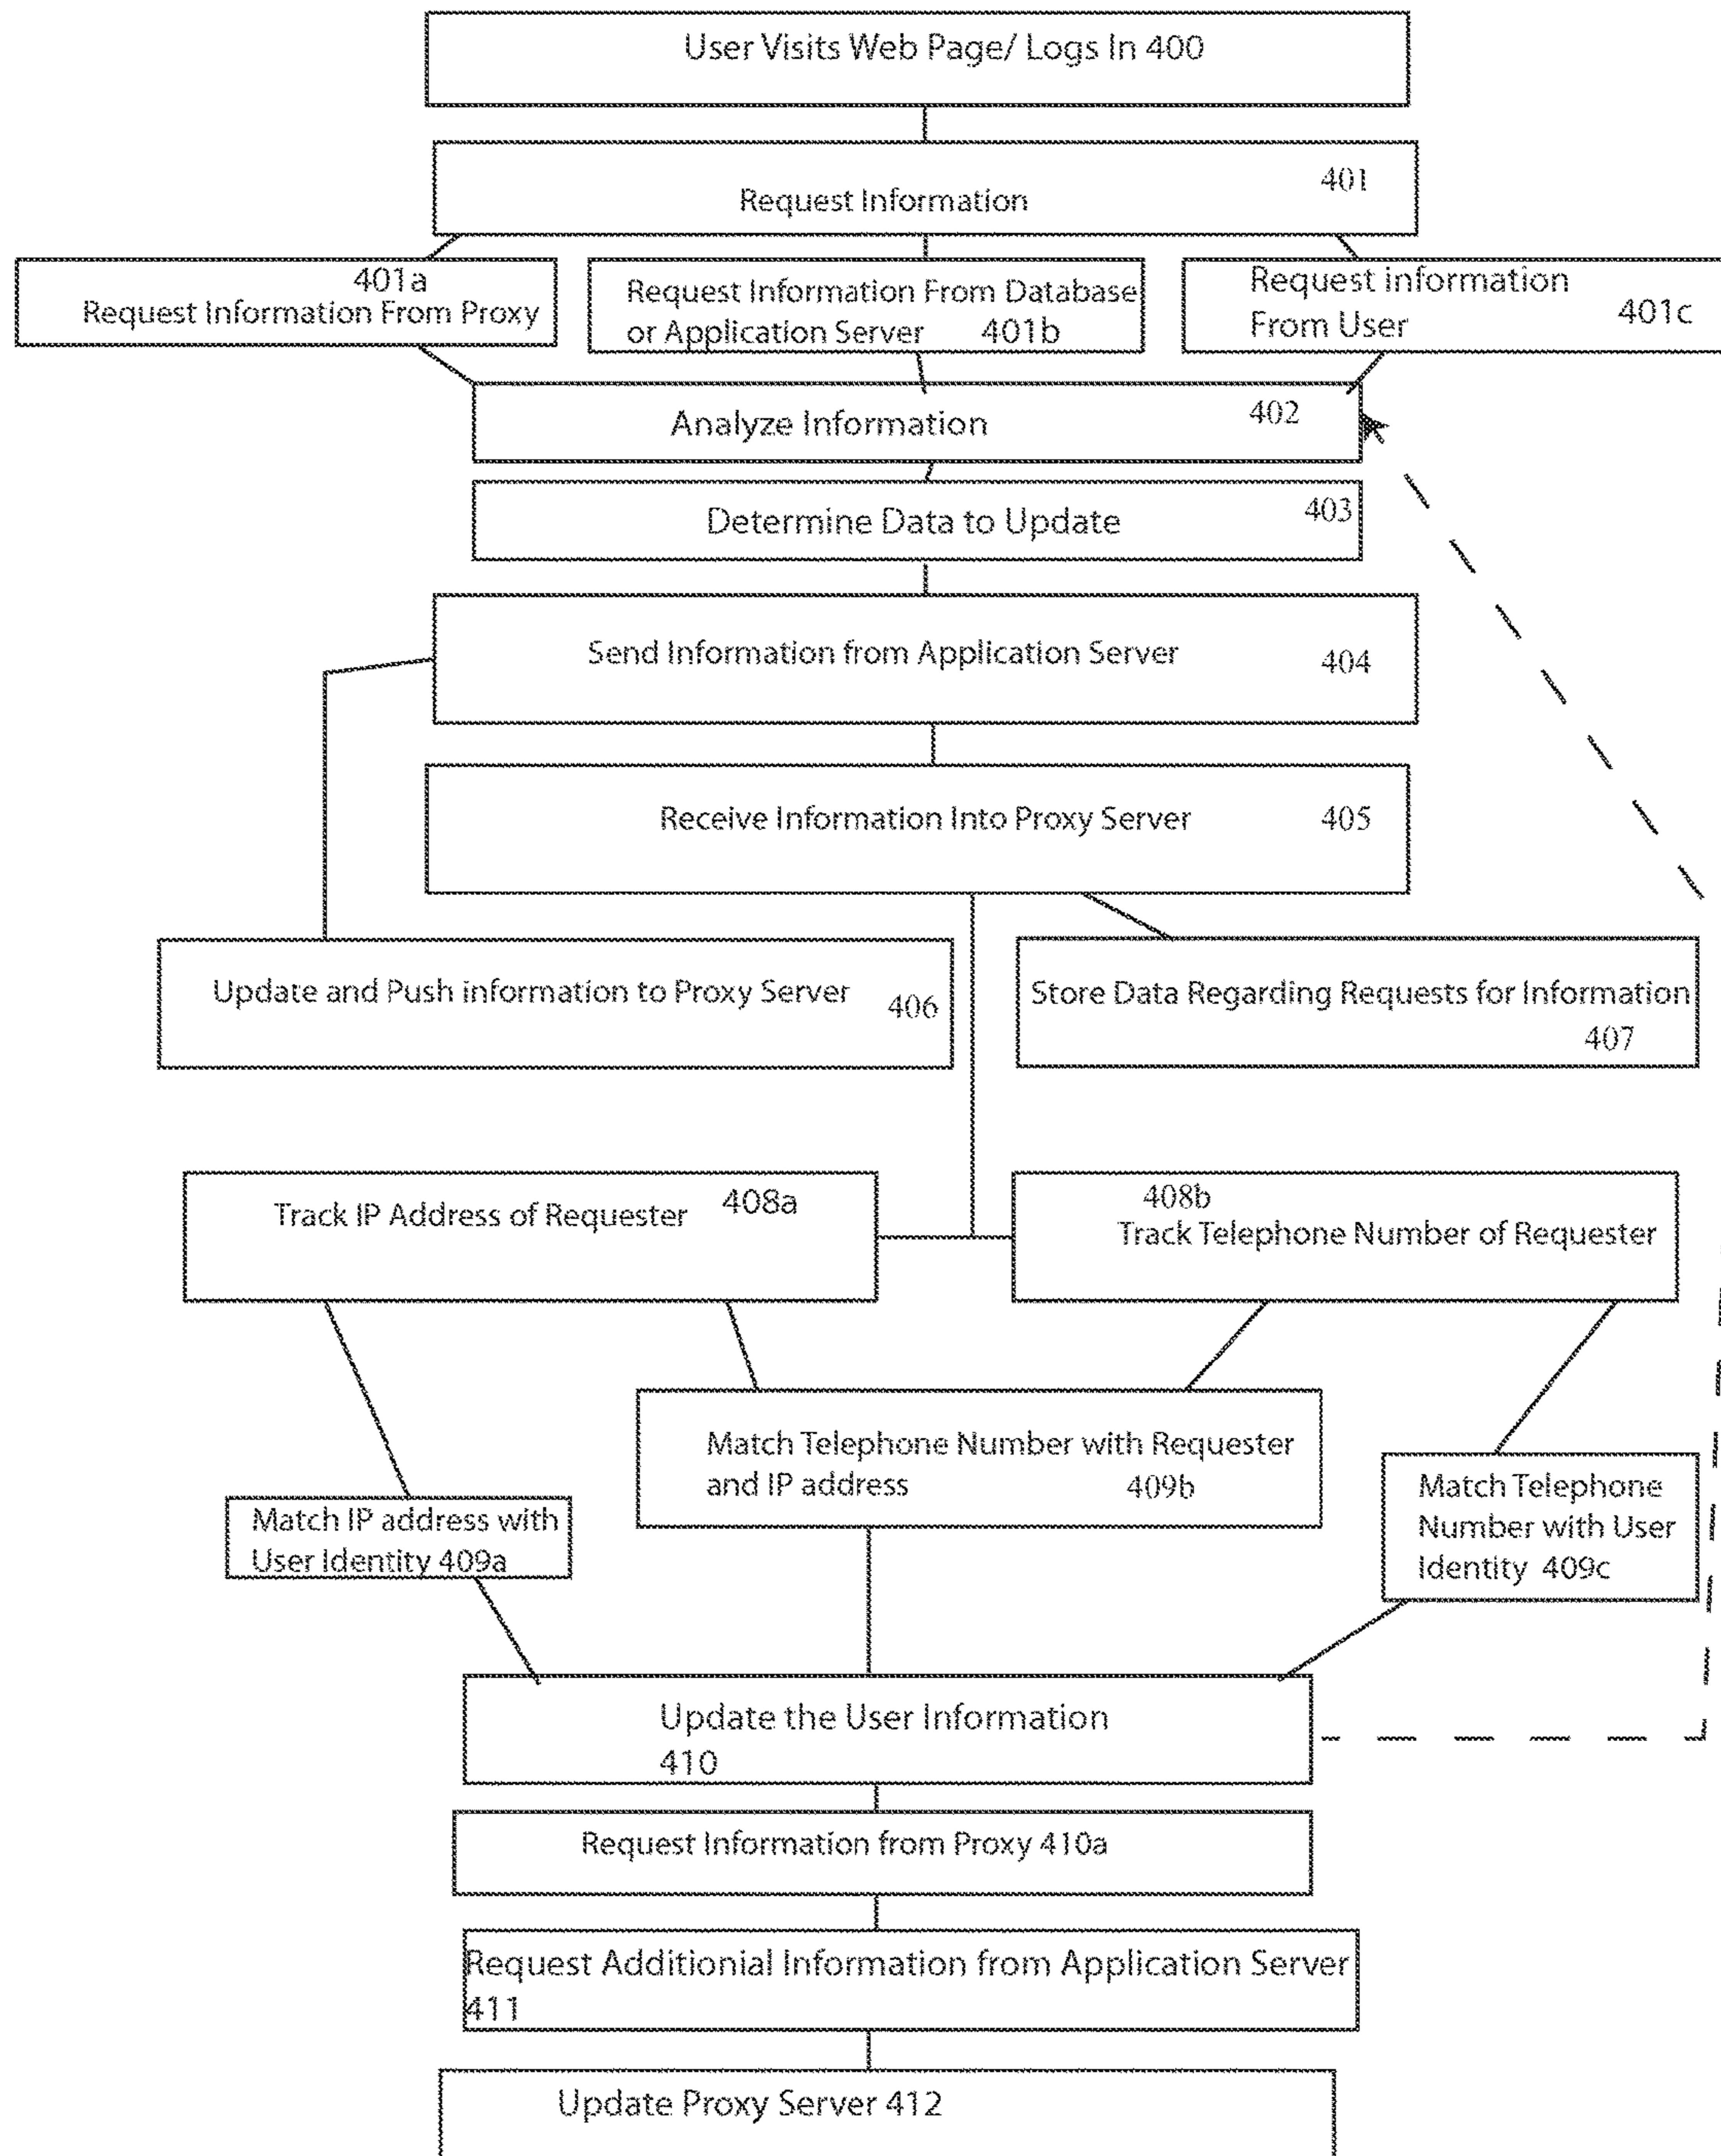 User Visits Web Page/ Logs In 400
401
Request Information
401a
Request Information From Proxy
Request Information From Database
or Application Server 401b
Request information
From User 401c
Analyze Information 402
Determine Data to Update 403
Send Information from Application Server 404
Receive Information Into Proxy Server 405
Update and Push information to Proxy Server 406
Store Data Regarding Requests for Information
407
Track IP Address of Requester 408a
408b
Track Telephone Number of Requester
Match Telephone Number with Requester
and IP address 409b
Match IP address with
User Identity 409a
Match Telephone
Number with User
Identity 409c
Update the User Information
410
Request Information from Proxy 410a
Request Additionial Information from Application Server
411
Update Proxy Server 412